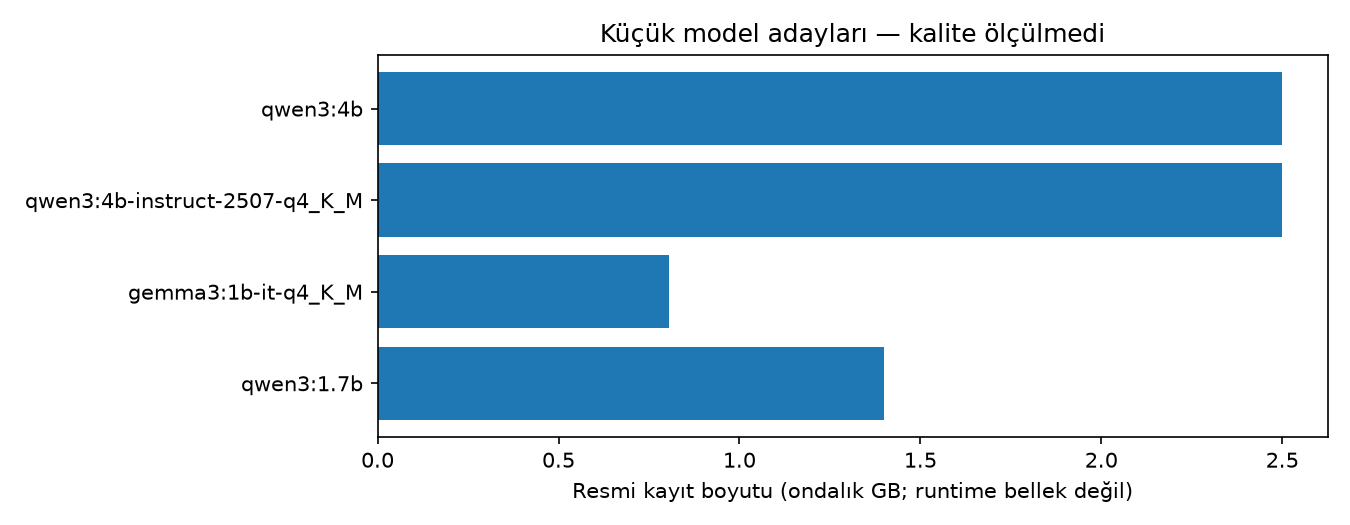 Küçük model adayları — kalite ölçülmedi
qwen3:4b
qwen3:4b-instruct-2507-q4_K_M
gemma3:1b-it-q4_K_M
qwen3:1.7b
0.0 0.5 1.0 1.5 2.0 2.5
Resmi kayıt boyutu (ondalık GB; runtime bellek değil)